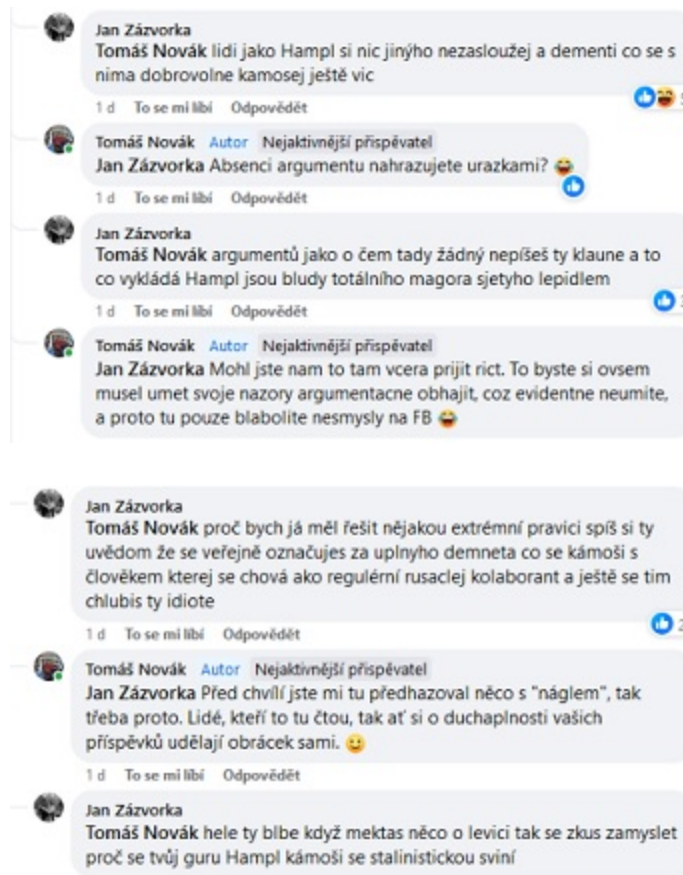 Jan Zázvorka
Tomáš Novák lidi jako Hampl si nic jinýho nezasloužej a dementi co se s
nima dobrovolne kamosej ještě vic
1 d To se mi líbí Odpovědět
Tomáš Novák Autor Nejaktivnější přispěvatel
Jan Zázvorka Absenci argumentu nahrazujete urazkami? 😂
1 d To se mi líbí Odpovědět
Jan Zázvorka
Tomáš Novák argumentů jako o čem tady žádný nepíšeš ty klaune a to
co vykládá Hampl jsou bludy totálního magora sjetyho lepidlem
1 d To se mi líbí Odpovědět
Tomáš Novák Autor Nejaktivnější přispěvatel
Jan Zázvorka Mohl jste nam to tam vcera prijit rict. To byste si ovsem
musel umet svoje nazory argumentacne obhajit, coz evidentne neumite,
a proto tu pouze blabolite nesmysly na FB 😂
Jan Zázvorka
Tomáš Novák proč bych já měl řešit nějakou extrémní pravici spíš si ty
uvědom že se veřejně označujes za uplnyho demneta co se kámoši s
člověkem kterej se chová ako regulérní rusaclej kolaborant a ještě se tim
chlubis ty idiote
1 d To se mi líbí Odpovědět
2
Tomáš Novák Autor Nejaktivnější přispěvatel
Jan Zázvorka Před chvílí jste mi tu předhazoval něco s "náglem", tak
třeba proto. Lidé, kteří to tu čtou, tak ať si o duchaplnosti vašich
příspěvků udělají obrácek sami. 🙂
1 d To se mi líbí Odpovědět
Jan Zázvorka
Tomáš Novák hele ty blbe když mektas něco o levici tak se zkus zamyslet
proč se tvůj guru Hampl kámoši se stalinistickou sviní